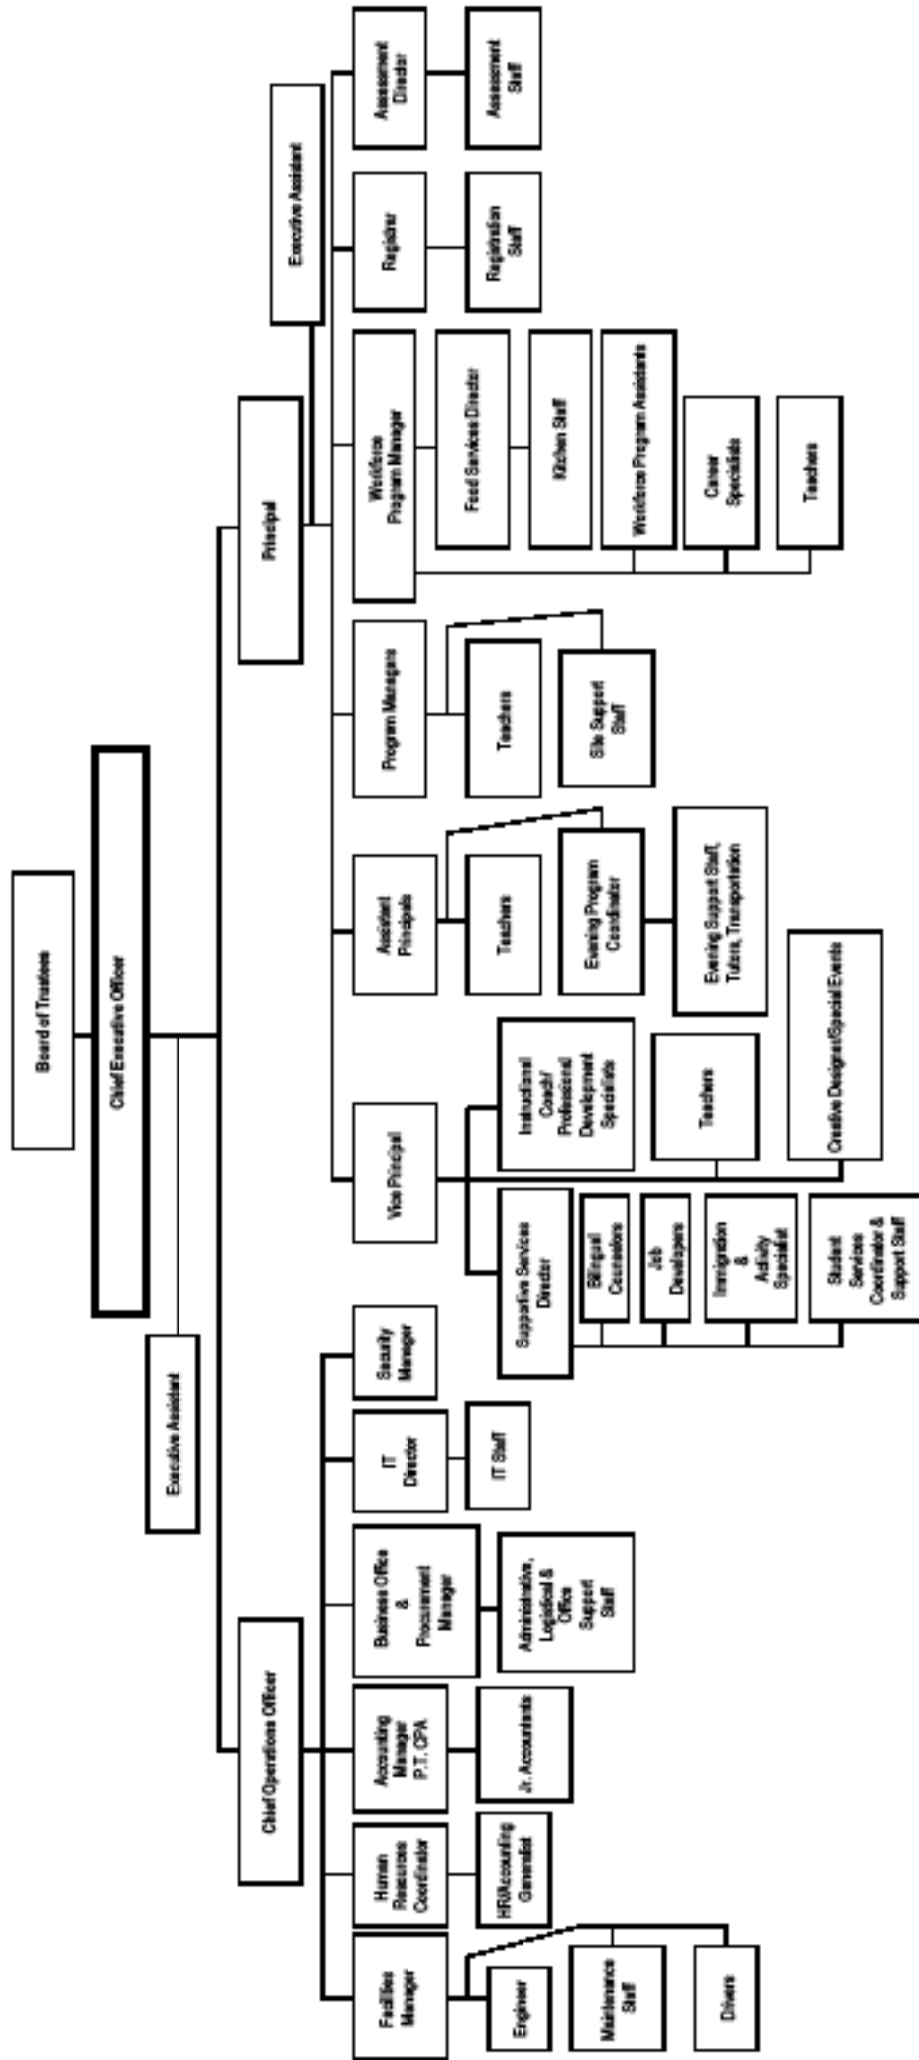 Board of Trustees
Chief Executive Officer
Executive Assistant
Chief Operations Officer
Principal
Executive Assistant
Facilities
Manager
Human
Resources
Coordinator
Accounting
Manager
P.T. CPA
Business Office
&
Procurement
Manager
IT
Director
Security
Manager
Vice Principal
Assistant
Principals
Program Managers
Workforce
Program Manager
Registrar
Assessment
Director
Engineer
Maintenance
Staff
Drivers
HR/Accounting
Generalist
Jr. Accountants
Administrative,
Logistical &
Office
Support
Staff
IT Staff
Supportive Services
Director
Bilingual
Counselors
Job
Developers
Immigration
&
Activity
Specialist
Student
Services
Coordinator &
Support Staff
Instructional
Coach/
Professional
Development
Specialists
Teachers
Creative Designer/Special Events
Teachers
Evening Program
Coordinator
Evening Support Staff,
Tutors, Transportation
Teachers
Site Support
Staff
Food Services Director
Kitchen Staff
Workforce Program Assistants
Career
Specialists
Teachers
Registration
Staff
Assessment
Staff